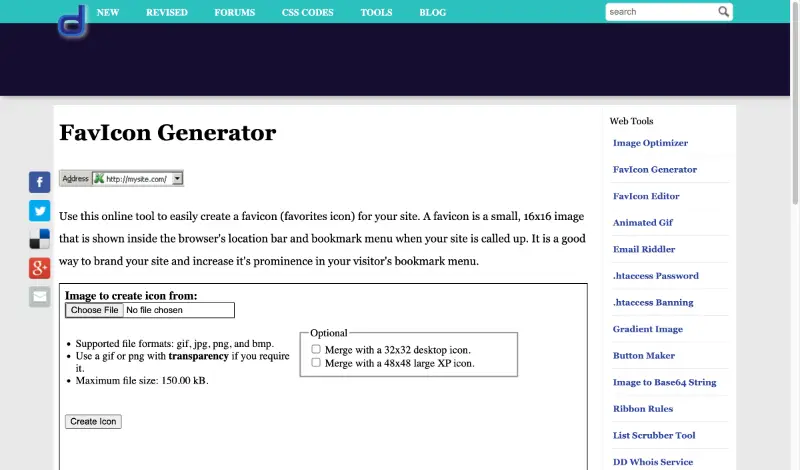 d
NEW REVISED FORUMS CSS CODES TOOLS BLOG
search
FavIcon Generator
Address http://mysite.com/
Use this online tool to easily create a favicon (favorites icon) for your site. A favicon is a small, 16x16 image
that is shown inside the browser's location bar and bookmark menu when your site is called up. It is a good
way to brand your site and increase it's prominence in your visitor's bookmark menu.
f
g+
Image to create icon from:
Choose File No file chosen
• Supported file formats: gif, jpg, png, and bmp.
• Use a gif or png with transparency if you require
it.
• Maximum file size: 150.00 kB.
Optional
Merge with a 32x32 desktop icon.
Merge with a 48x48 large XP icon.
Create Icon
Web Tools
Image Optimizer
FavIcon Generator
FavIcon Editor
Animated Gif
Email Riddler
.htaccess Password
.htaccess Banning
Gradient Image
Button Maker
Image to Base64 String
Ribbon Rules
List Scrubber Tool
DD Whois Service